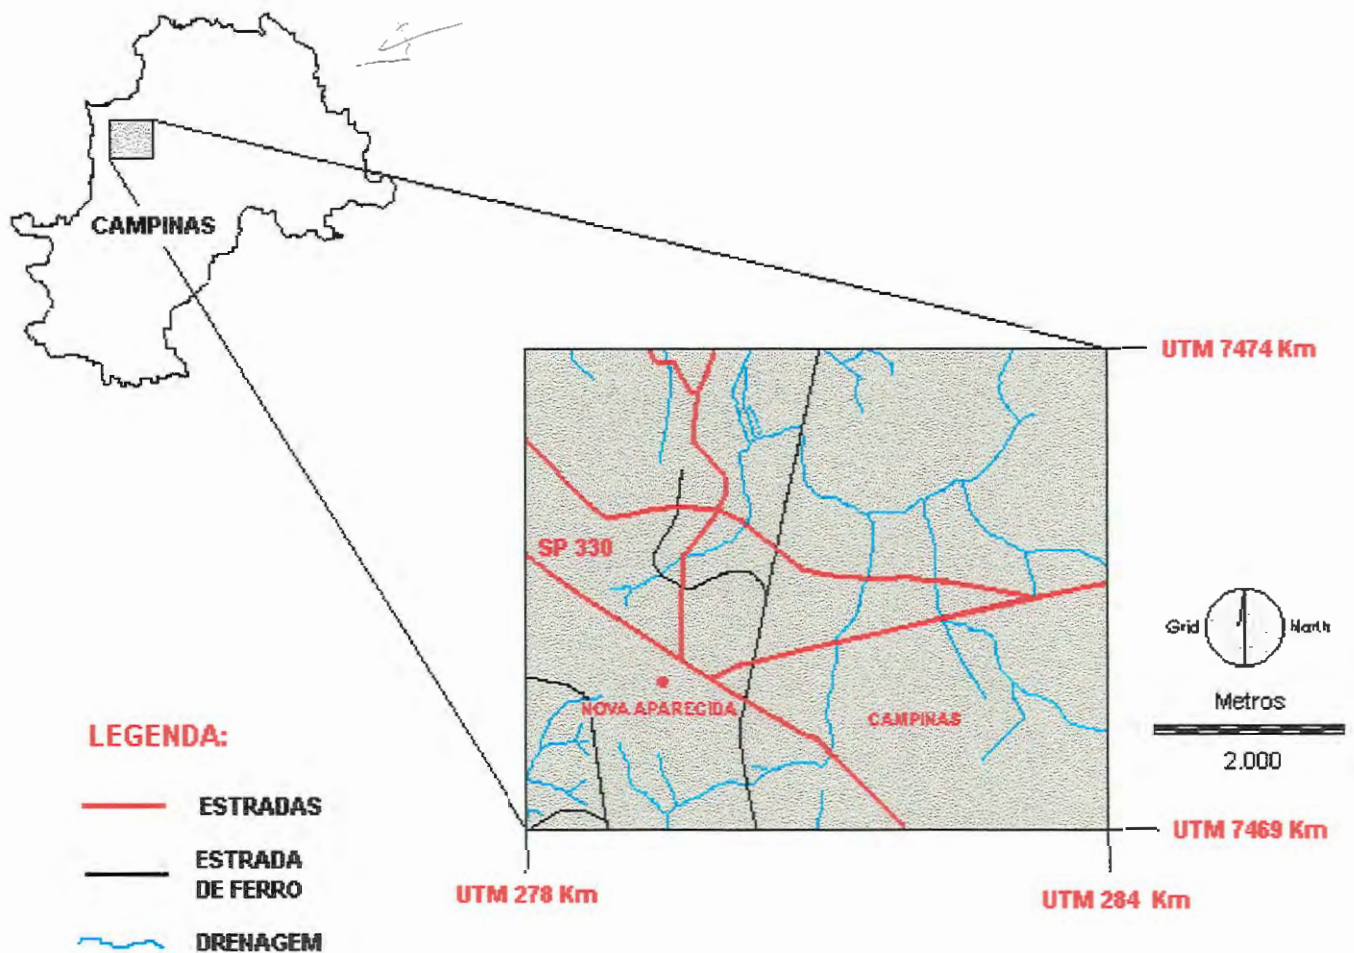 CAMPINAS
UTM 7474 Km
SP 330
Grid North
NOVA APARECIDA
CAMPINAS
Metros
2.000
LEGENDA:
ESTRADAS
ESTRADA
DE FERRO
DRENAGEM
UTM 7469 Km
UTM 278 Km
UTM 284 Km